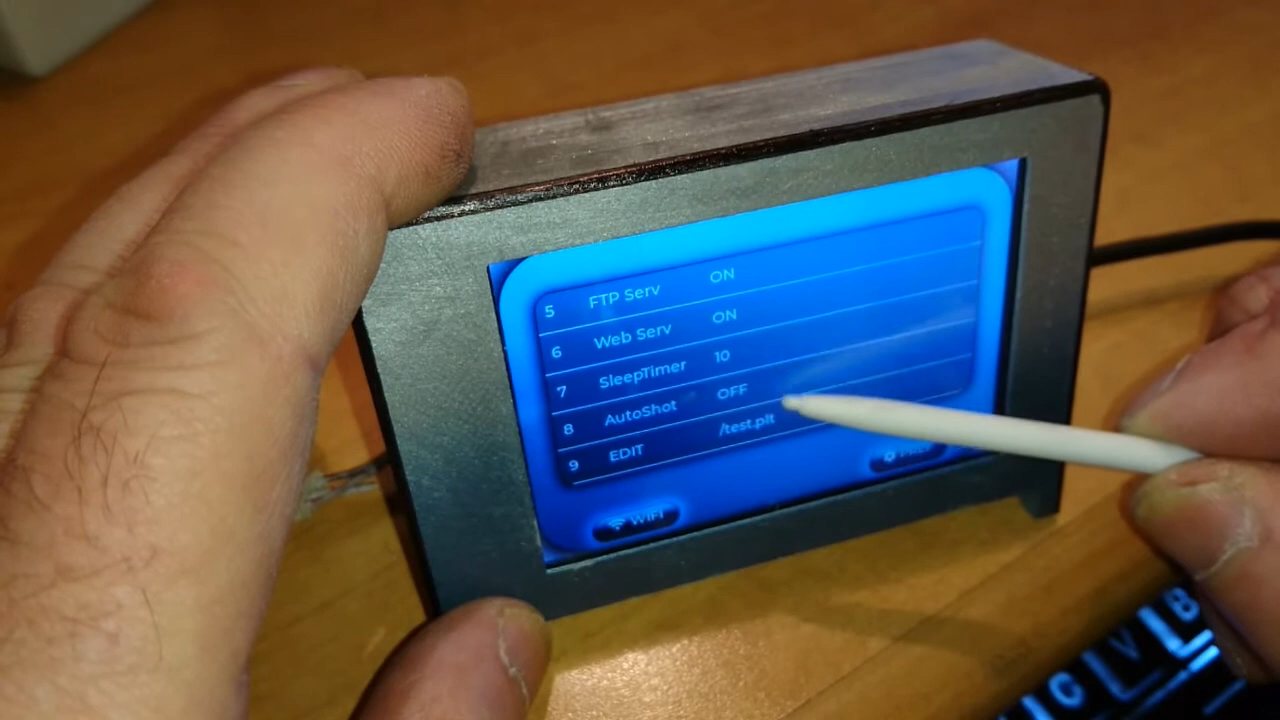 5 FTP Serv ON
6 Web Serv ON
7 SleepTimer 10
8 AutoShot OFF
9 EDIT /test.plt
WIFI
C V B